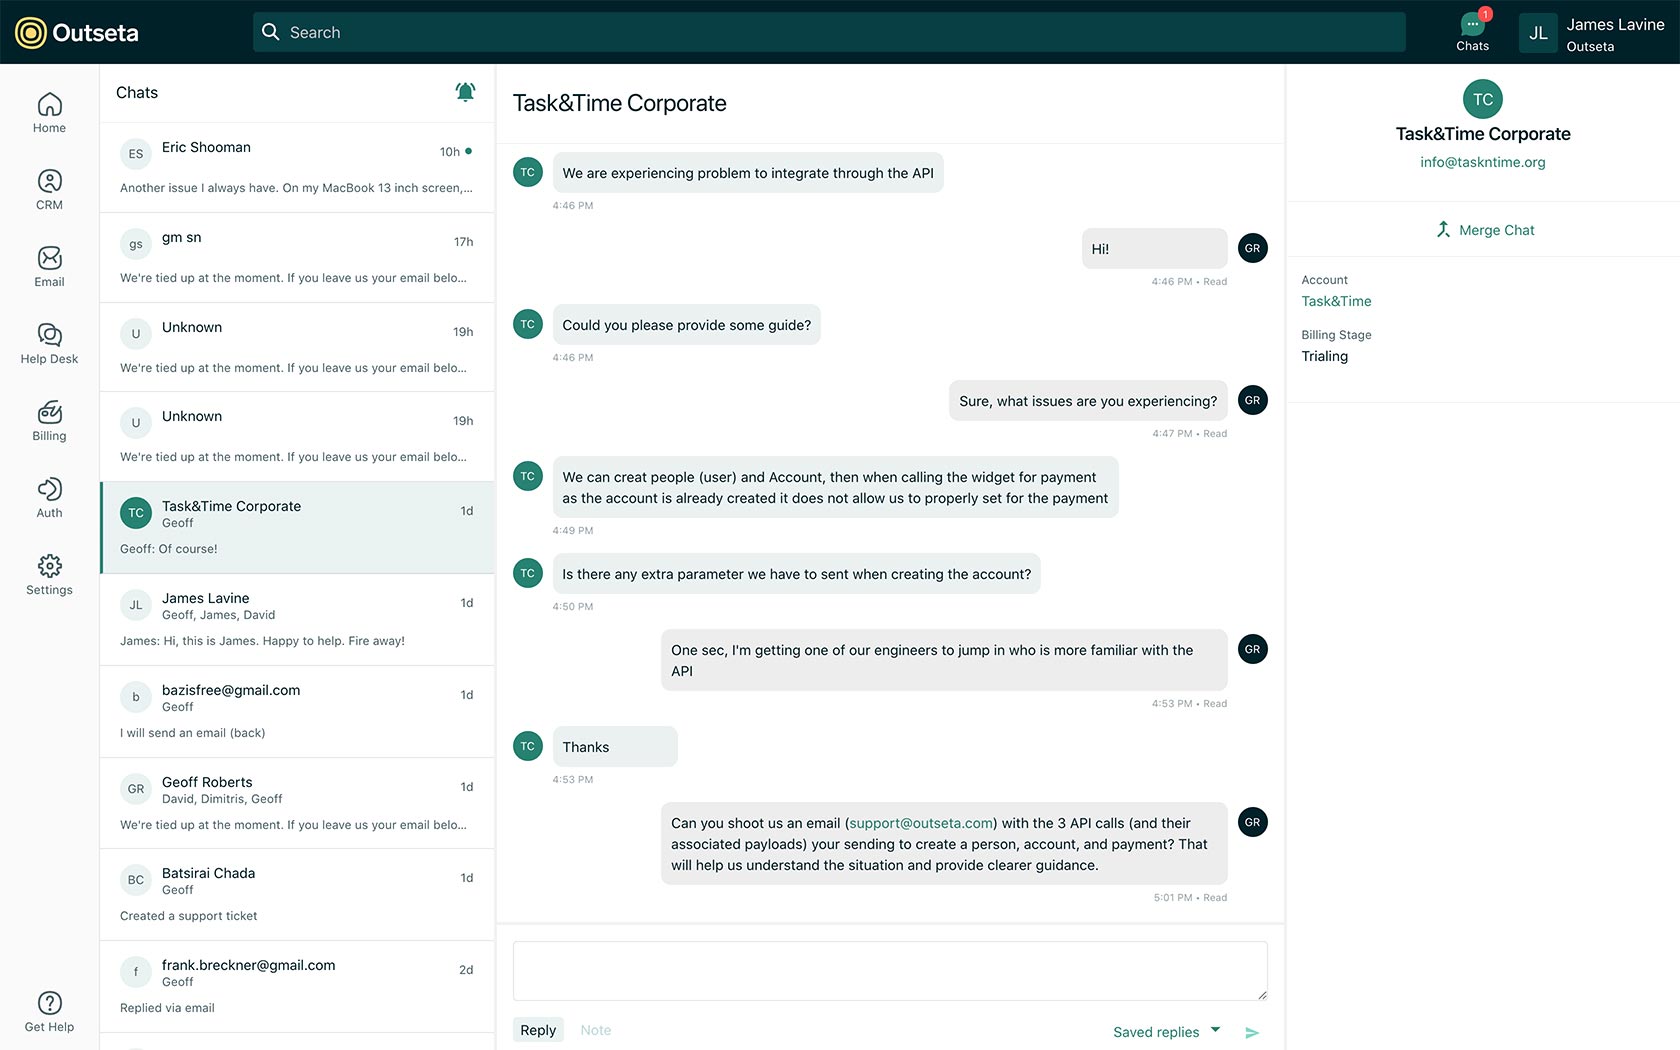 Outseta
Search
1
Chats
JL
James Lavine
Outseta
Home
CRM
Email
Help Desk
Billing
Auth
Settings
Get Help
Chats
ES
Eric Shooman
10h
Another issue I always have. On my MacBook 13 inch screen,...
gs
gm sn
17h
We're tied up at the moment. If you leave us your email belo...
U
Unknown
19h
We're tied up at the moment. If you leave us your email belo...
U
Unknown
19h
We're tied up at the moment. If you leave us your email belo...
TC
Task&Time Corporate
1d
Geoff
Geoff: Of course!
JL
James Lavine
1d
Geoff, James, David
James: Hi, this is James. Happy to help. Fire away!
b
bazisfree@gmail.com
1d
Geoff
I will send an email (back)
GR
Geoff Roberts
1d
David, Dimitris, Geoff
We're tied up at the moment. If you leave us your email belo...
BC
Batsirai Chada
1d
Geoff
Created a support ticket
f
frank.breckner@gmail.com
2d
Geoff
Replied via email
Task&Time Corporate
TC
We are experiencing problem to integrate through the API
4:46 PM
Hi!
GR
4:46 PM • Read
TC
Could you please provide some guide?
4:46 PM
Sure, what issues are you experiencing?
GR
4:47 PM • Read
TC
We can creat people (user) and Account, then when calling the widget for payment
as the account is already created it does not allow us to properly set for the payment
4:49 PM
TC
Is there any extra parameter we have to sent when creating the account?
4:50 PM
One sec, I'm getting one of our engineers to jump in who is more familiar with the
API
GR
4:53 PM • Read
TC
Thanks
4:53 PM
Can you shoot us an email (support@outseta.com) with the 3 API calls (and their
associated payloads) your sending to create a person, account, and payment? That
will help us understand the situation and provide clearer guidance.
GR
5:01 PM • Read
Reply
Note
Saved replies
TC
Task&Time Corporate
info@taskntime.org
Merge Chat
Account
Task&Time
Billing Stage
Trialing